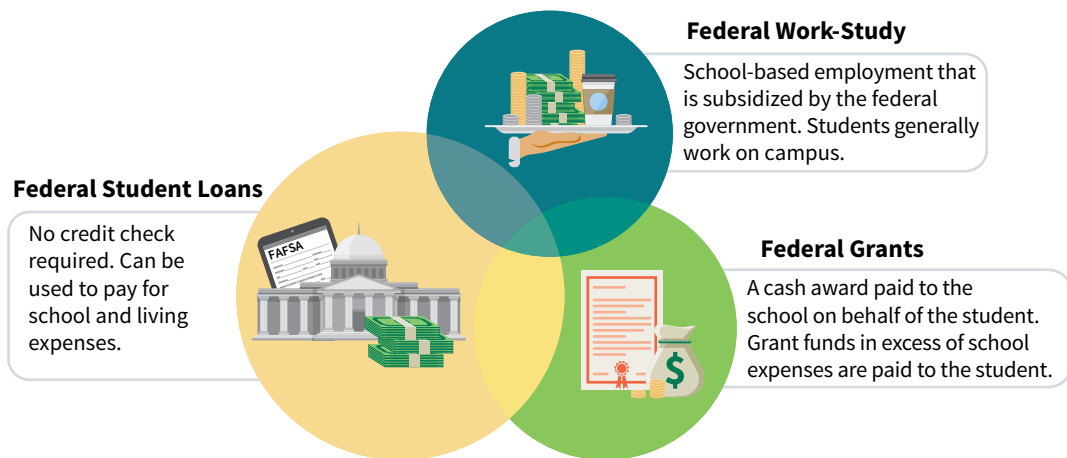 Federal Work-Study
School-based employment that
is subsidized by the federal
government. Students generally
work on campus.
Federal Student Loans
No credit check
required. Can be
used to pay for
school and living
expenses.
FAFSA
Federal Grants
A cash award paid to the
school on behalf of the student.
Grant funds in excess of school
expenses are paid to the student.
$